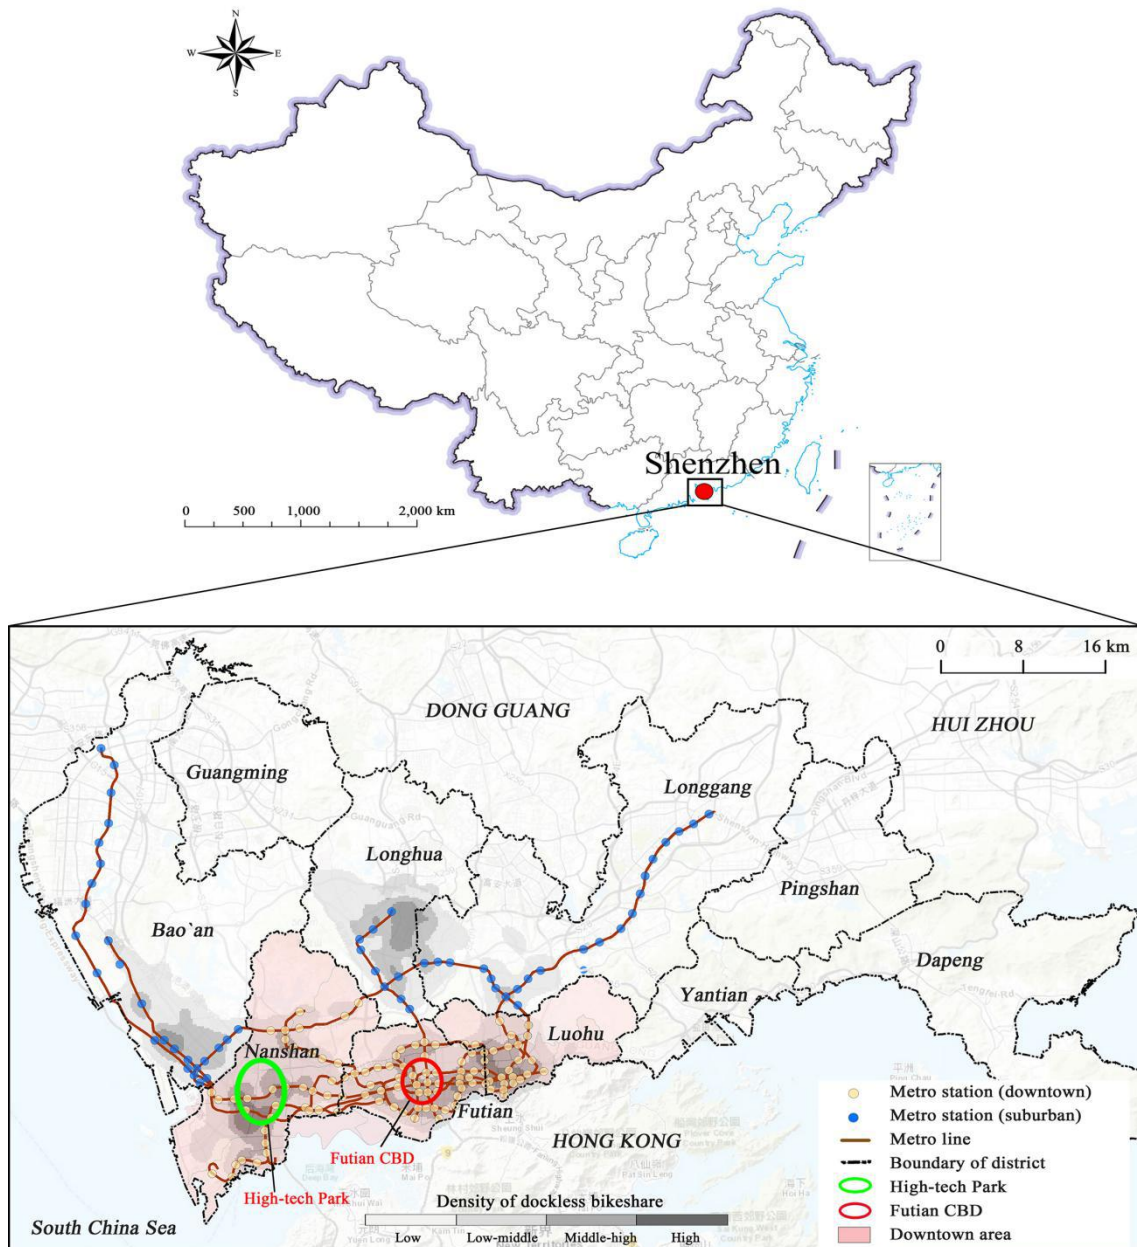 N
W
E
S
Shenzhen
0 500 1,000 2,000 km
0 8 16 km
DONG GUANG
HUI ZHOU
Guangming
Longgang
Longhua
Pingshan
Bao`an
Dapeng
Yantian
Luohu
Nanshan
Futian
HONG KONG
Futian CBD
High-tech Park
South China Sea
Density of dockless bikeshare
Low Low-middle Middle-high High
Metro station (downtown)
Metro station (suburban)
Metro line
Boundary of district
High-tech Park
Futian CBD
Downtown area